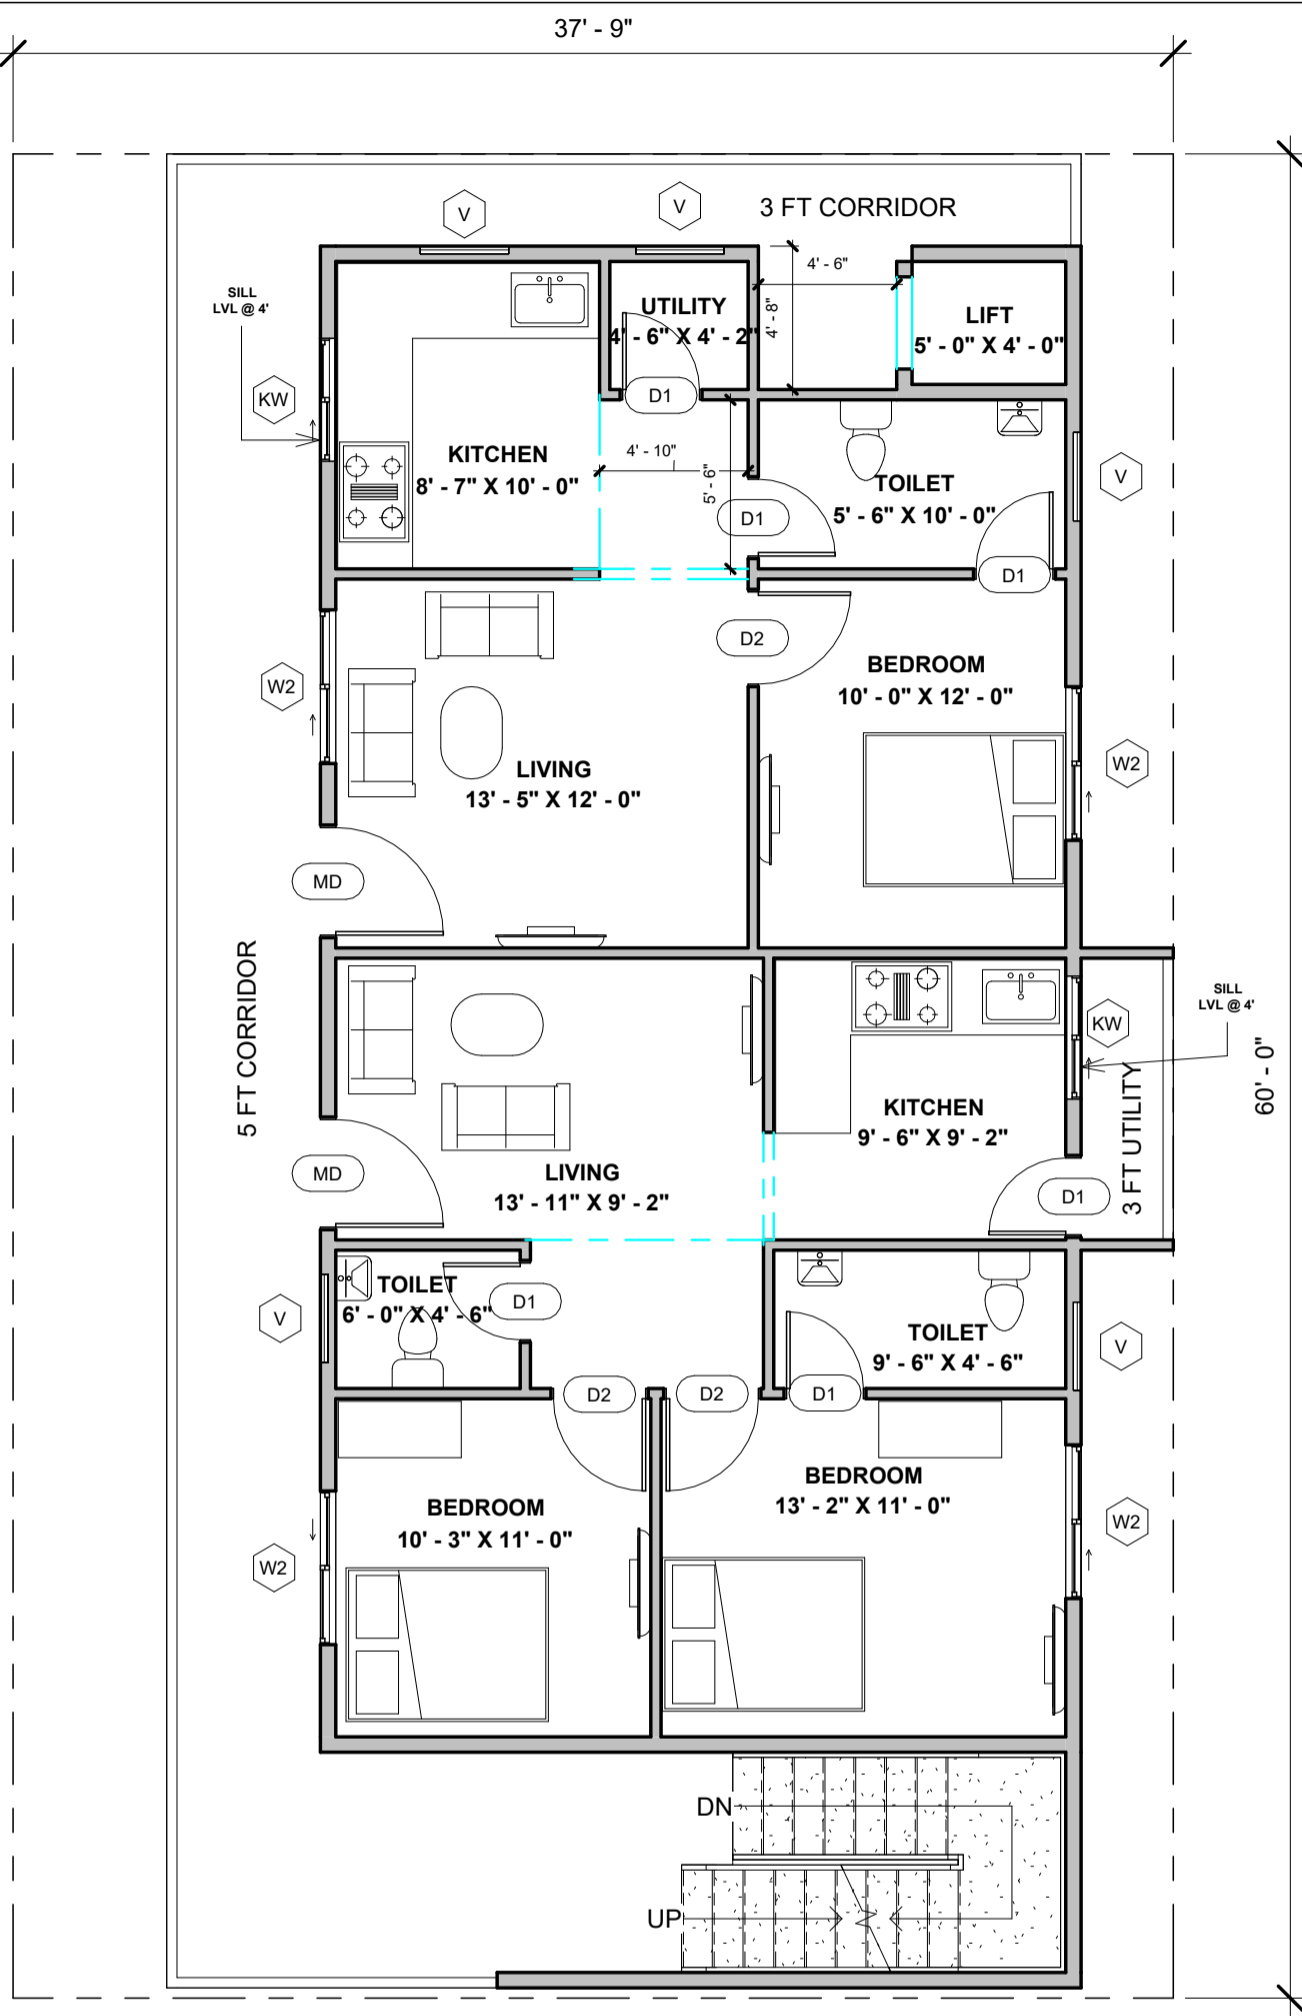 37' - 9"
V
V
3 FT CORRIDOR
SILL
LVL @ 4'
UTILITY
4' - 6" X 4' - 2"
4' - 6"
4' - 8"
LIFT
5' - 0" X 4' - 0"
KW
D1
KITCHEN
8' - 7" X 10' - 0"
4' - 10"
5' - 6"
TOILET
5' - 6" X 10' - 0"
V
D1
D1
W2
D2
BEDROOM
10' - 0" X 12' - 0"
W2
LIVING
13' - 5" X 12' - 0"
MD
5 FT CORRIDOR
SILL
LVL @ 4'
KW
60' - 0"
KITCHEN
9' - 6" X 9' - 2"
3 FT UTILITY
MD
LIVING
13' - 11" X 9' - 2"
D1
TOILET
6' - 0" X 4' - 6"
D1
V
TOILET
9' - 6" X 4' - 6"
V
D2
D2
D1
BEDROOM
10' - 3" X 11' - 0"
BEDROOM
13' - 2" X 11' - 0"
W2
W2
DN
UP